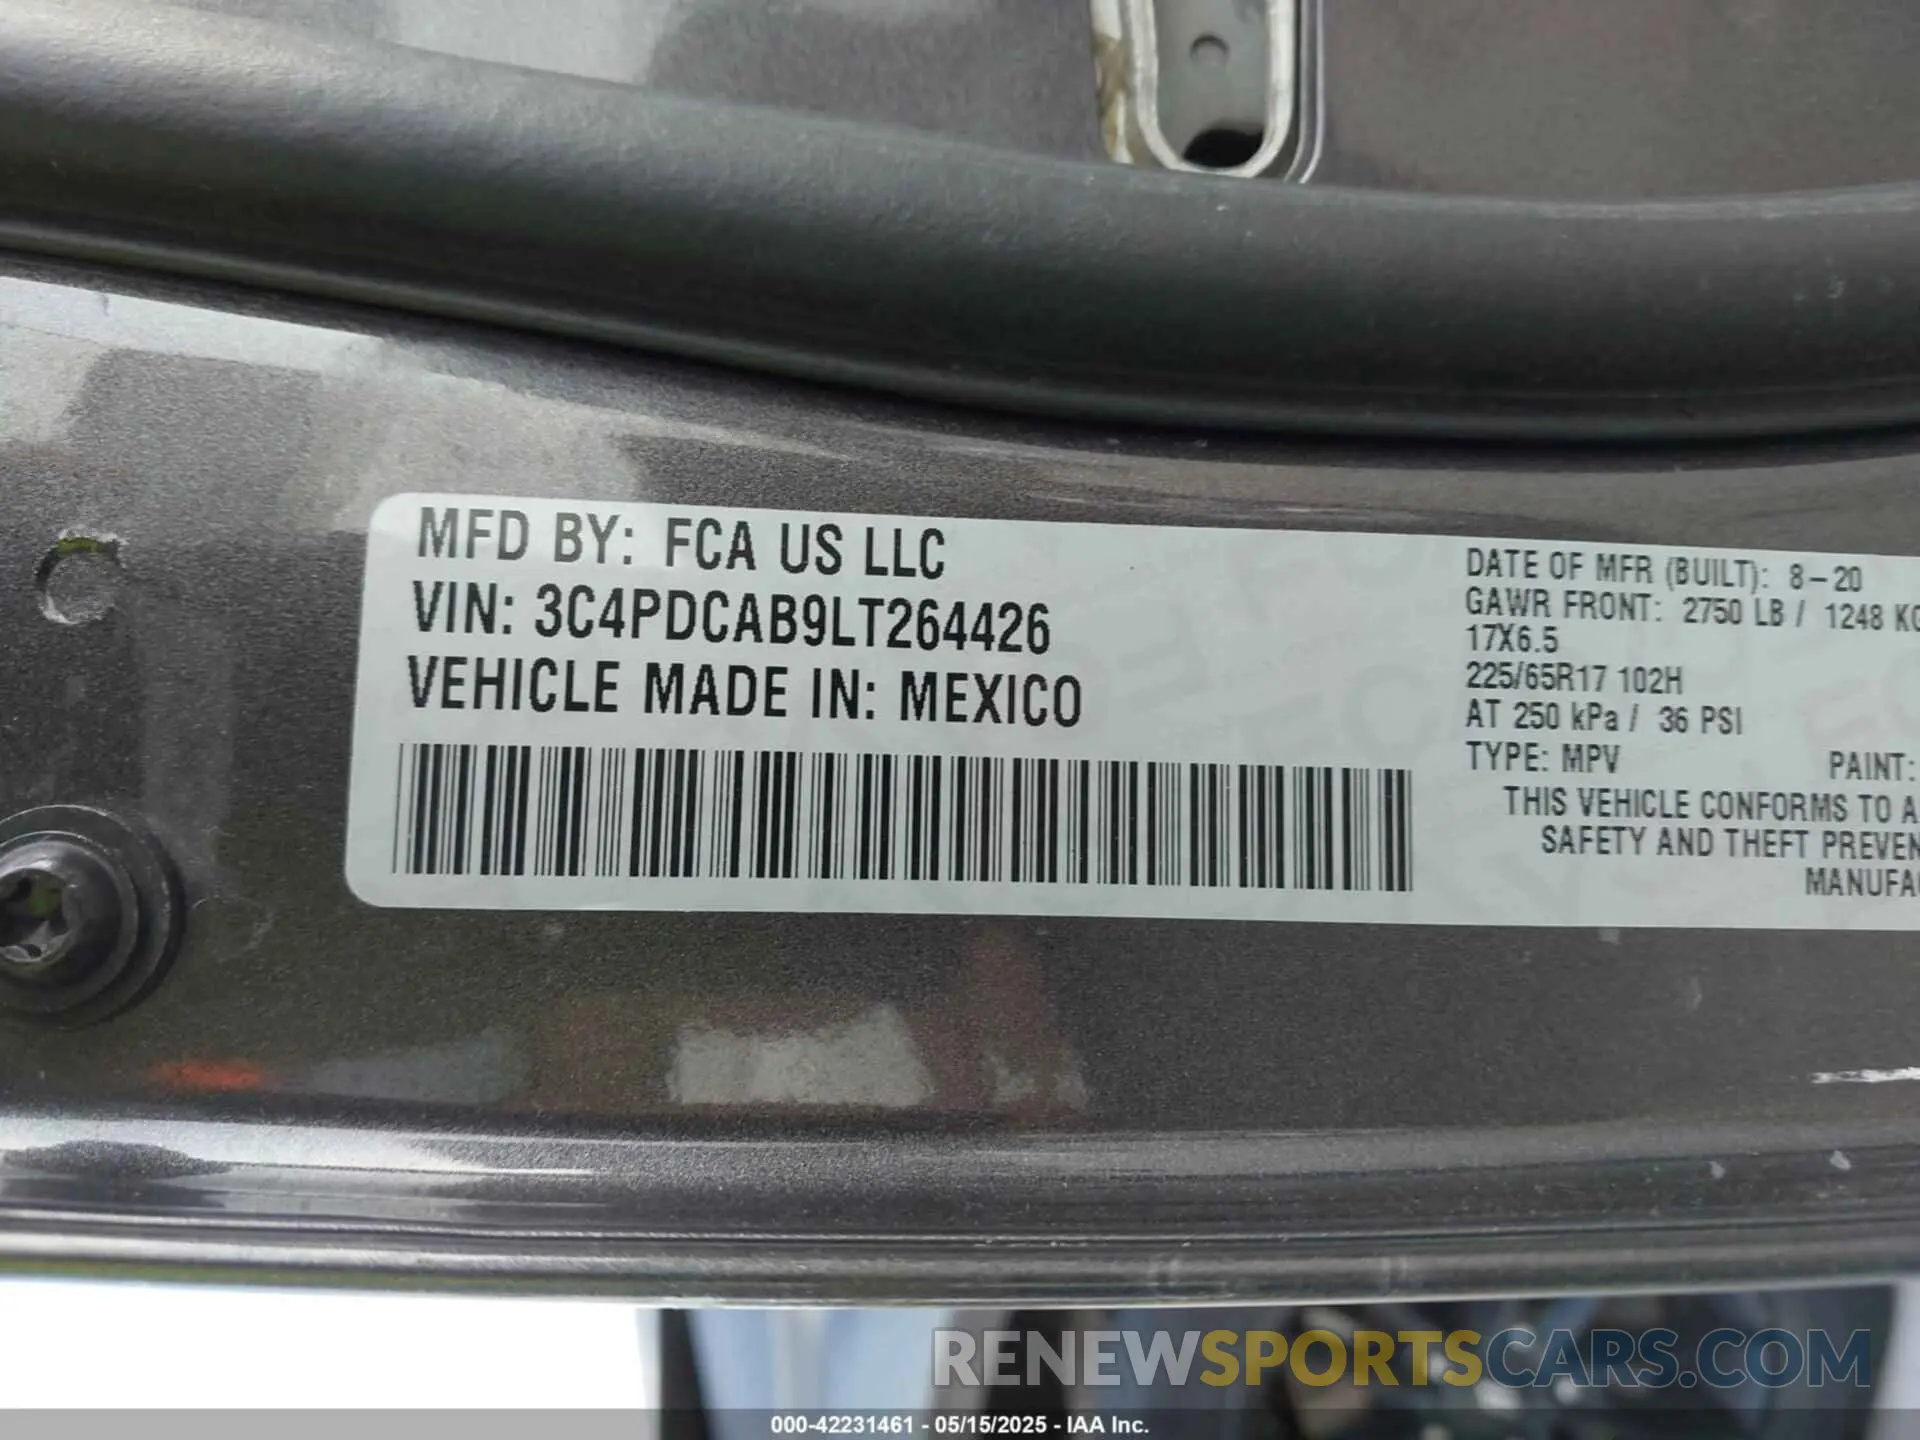 MFD BY: FCA US LLC
VIN: 3C4PDCAB9LT264426
VEHICLE MADE IN: MEXICO
DATE OF MFR (BUILT): 8-20
GAWR FRONT: 2750 LB / 1248 KG
17X6.5
225/65R17 102H
AT 250 kPa / 36 PSI
TYPE: MPV PAINT:
THIS VEHICLE CONFORMS TO A
SAFETY AND THEFT PREVEN
MANUFA
RENEWSPORTSCARS.COM
000-42231461 - 05/15/2025 - IAA Inc.